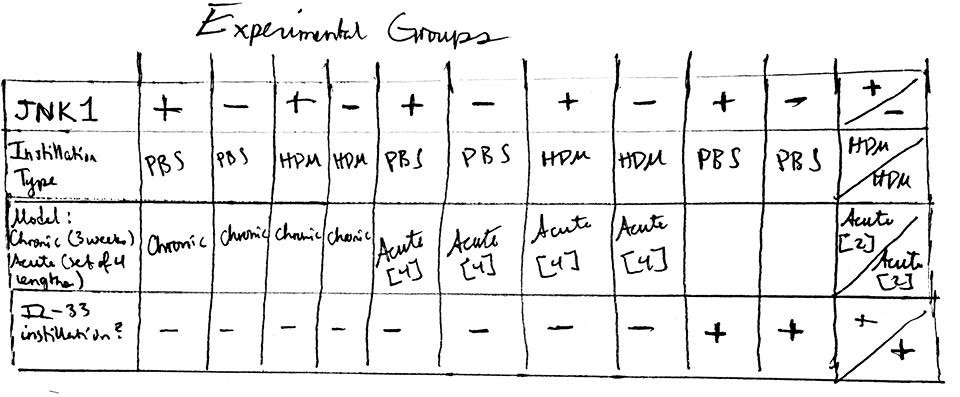 Experimental Groups
JNK1 + - + - + - + - + - + -
Instillation Type PBS PBS HDM HDM PBS PBS HDM HDM PBS PBS HDM HDM
Model: Chronic (3 weeks) Acute (set of 4 lengths) Chronic Chronic Chronic Chronic Acute [4] Acute [4] Acute [4] Acute [4] Acute [2] Acute [2]
IL-33 instillation? - - - - - - - - + + + +